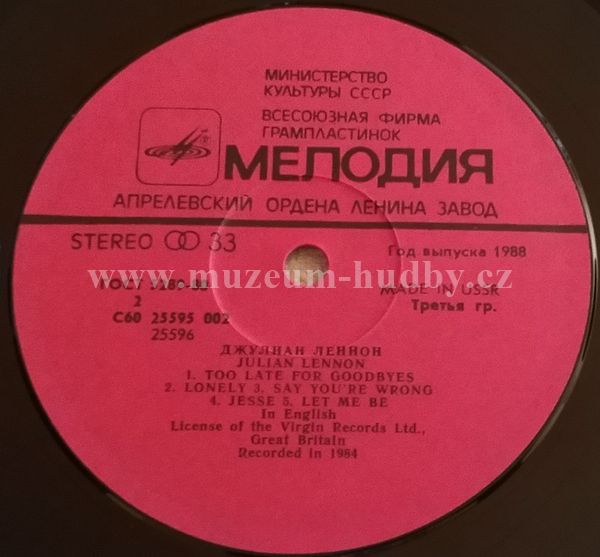 МИНИСТЕРСТВО
КУЛЬТУРЫ СССР
ВСЕСОЮЗНАЯ ФИРМА
ГРАМПЛАСТИНОК
МЕЛОДИЯ
АПРЕЛЕВСКИЙ ОРДЕНА ЛЕНИНА ЗАВОД
STEREO 33
Год выпуска 1988
www.muzeum-hudby.cz
ГОСТ 5289-88
MADE IN USSR
2
Третья гр.
С60 25595 002
25596
ДЖУЛИАН ЛЕННОН
JULIAN LENNON
1. TOO LATE FOR GOODBYES
2. LONELY 3. SAY YOU'RE WRONG
4. JESSE 5. LET ME BE
In English
License of the Virgin Records Ltd.,
Great Britain
Recorded in 1984